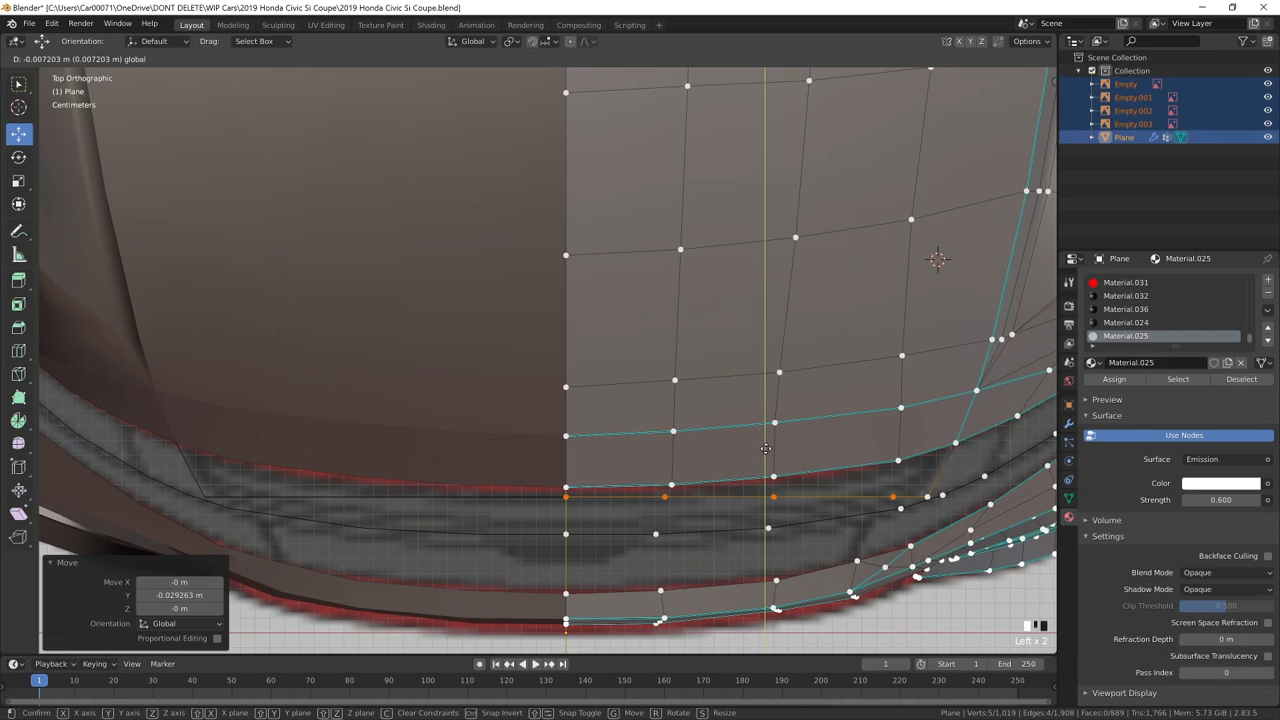 Blender* [C:\Users\Car00071\OneDrive\DONT DELETE\WIP Cars\2019 Honda Civic Si Coupe\2019 Honda Civic Si Coupe.blend]
File Edit Render Window Help Layout Modeling Sculpting UV Editing Texture Paint Shading Animation Rendering Compositing Scripting Scene View Layer
Orientation: Default Drag: Select Box Global X Y Z Options
D: -0.007203 m (0.007203 m) global
Top Orthographic
(1) Plane
Centimeters
Scene Collection
Collection
Empty
Empty.001
Empty.002
Empty.003
Plane
Plane Material.025
Material.031
Material.032
Material.036
Material.024
Material.025
Material.025
Assign Select Deselect
Preview
Surface
Use Nodes
Surface: Emission
Color:
Strength: 0.600
Volume
Settings
Backface Culling
Blend Mode: Opaque
Shadow Mode: Opaque
Clip Threshold 0.500
Screen Space Refraction
Refraction Depth: 0 m
Subsurface Translucency
Pass Index 0
Viewport Display
Move
Move X -0 m
Y -0.029263 m
Z -0 m
Orientation Global
Proportional Editing
Left x 2
Playback Keying View Marker 1 Start 1 End 250
1 10 20 30 40 50 60 70 80 90 100 110 120 130 140 150 160 170 180 190 200 210 220 230 240 250
Confirm X X axis Y Y axis Z Z axis X X plane Y Y plane Z Z plane C Clear Constraints Snap Invert Snap Toggle G Move R Rotate S Resize Plane | Verts:5/1,019 | Edges:4/1,908 | Faces:0/889 | Tris:1,766 | Mem: 5.73 GiB | 2.83.5